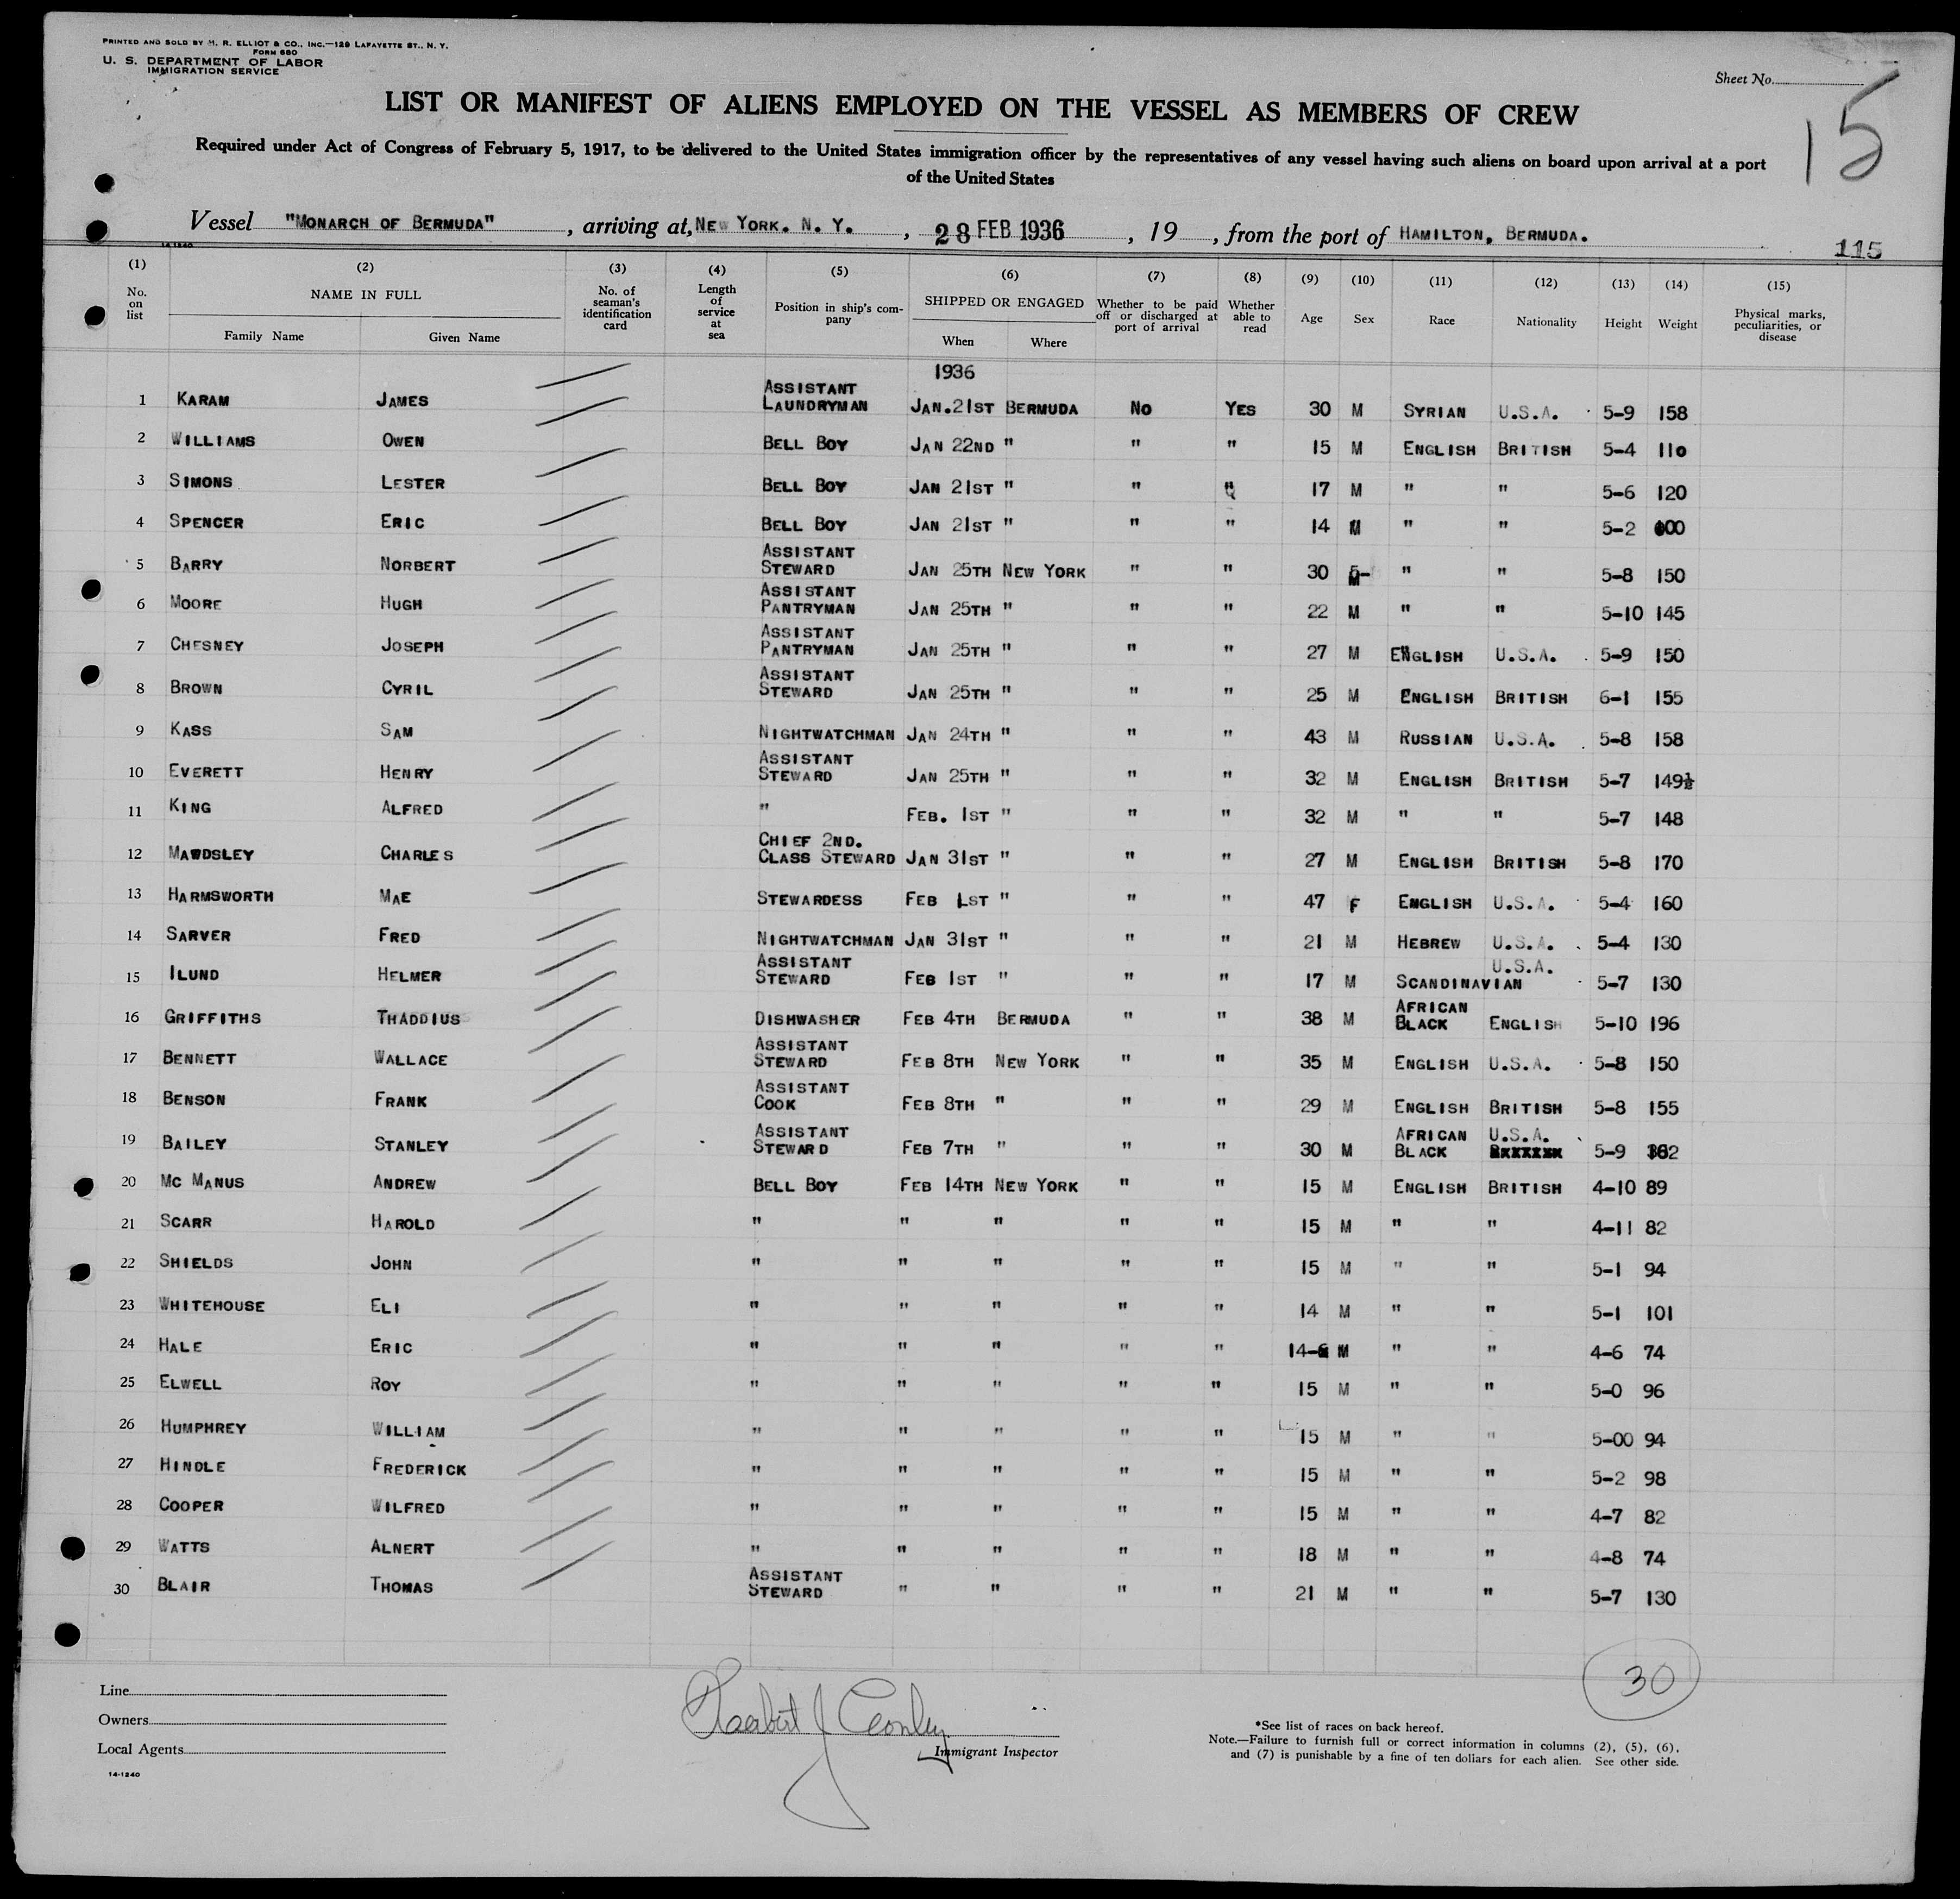 PRINTED AND SOLD BY M. R. ELLIOT & CO., INC.—129 LAFAYETTE ST., N. Y.
FORM 680
U. S. DEPARTMENT OF LABOR
IMMIGRATION SERVICE
Sheet No.
15
LIST OR MANIFEST OF ALIENS EMPLOYED ON THE VESSEL AS MEMBERS OF CREW
Required under Act of Congress of February 5, 1917, to be delivered to the United States immigration officer by the representatives of any vessel having such aliens on board upon arrival at a port
of the United States
Vessel "MONARCH OF BERMUDA", arriving at, NEW YORK. N. Y., 28 FEB 1936, 19, from the port of HAMILTON, BERMUDA.
14-1240
115
(1) No. on list (2) NAME IN FULL Family Name Given Name (3) No. of seaman's identification card (4) Length of service at sea (5) Position in ship's company (6) SHIPPED OR ENGAGED When Where (7) Whether to be paid off or discharged at port of arrival (8) Whether able to read (9) Age (10) Sex (11) Race (12) Nationality (13) Height (14) Weight (15) Physical marks, peculiarities, or disease
1936
1 KARAM JAMES ASSISTANT LAUNDRYMAN JAN.21ST BERMUDA NO YES 30 M SYRIAN U.S.A. 5-9 158
2 WILLIAMS OWEN BELL BOY JAN 22ND " " " 15 M ENGLISH BRITISH 5-4 110
3 SIMONS LESTER BELL BOY JAN 21ST " " " 17 M " " 5-6 120
4 SPENCER ERIC BELL BOY JAN 21ST " " " 14 M " " 5-2 100
5 BARRY NORBERT ASSISTANT STEWARD JAN 25TH NEW YORK " " 30 M " " 5-8 150
6 MOORE HUGH ASSISTANT PANTRYMAN JAN 25TH " " " 22 M " " 5-10 145
7 CHESNEY JOSEPH ASSISTANT PANTRYMAN JAN 25TH " " " 27 M ENGLISH U.S.A. 5-9 150
8 BROWN CYRIL ASSISTANT STEWARD JAN 25TH " " " 25 M ENGLISH BRITISH 6-1 155
9 KASS SAM NIGHTWATCHMAN JAN 24TH " " " 43 M RUSSIAN U.S.A. 5-8 158
10 EVERETT HENRY ASSISTANT STEWARD JAN 25TH " " " 32 M ENGLISH BRITISH 5-7 149½
11 KING ALFRED " FEB. 1ST " " " 32 M " " 5-7 148
12 MAWDSLEY CHARLES CHIEF 2ND. CLASS STEWARD JAN 31ST " " " 27 M ENGLISH BRITISH 5-8 170
13 HARMSWORTH MAE STEWARDESS FEB 1ST " " " 47 F ENGLISH U.S.A. 5-4 160
14 SARVER FRED NIGHTWATCHMAN JAN 31ST " " " 21 M HEBREW U.S.A. 5-4 130
15 ILUND HELMER ASSISTANT STEWARD FEB 1ST " " " 17 M SCANDINAVIAN U.S.A. 5-7 130
16 GRIFFITHS THADDIUS DISHWASHER FEB 4TH BERMUDA " " 38 M AFRICAN BLACK ENGLISH 5-10 196
17 BENNETT WALLACE ASSISTANT STEWARD FEB 8TH NEW YORK " " 35 M ENGLISH U.S.A. 5-8 150
18 BENSON FRANK ASSISTANT COOK FEB 8TH " " " 29 M ENGLISH BRITISH 5-8 155
19 BAILEY STANLEY ASSISTANT STEWARD FEB 7TH " " " 30 M AFRICAN BLACK U.S.A. 5-9
20 MC MANUS ANDREW BELL BOY FEB 14TH NEW YORK " " 15 M ENGLISH BRITISH 4-10 89
21 SCARR HAROLD " " " " " 15 M " " 4-11 82
22 SHIELDS JOHN " " " " " 15 M " " 5-1 94
23 WHITEHOUSE ELI " " " " " 14 M " " 5-1 101
24 HALE ERIC " " " " " 14-6 M " " 4-6 74
25 ELWELL ROY " " " " " 15 M " " 5-0 96
26 HUMPHREY WILLIAM " " " " " 15 M " " 5-00 94
27 HINDLE FREDERICK " " " " " 15 M " " 5-2 98
28 COOPER WILFRED " " " " " 15 M " " 4-7 82
29 WATTS ALNERT " " " " " 18 M " " 4-8 74
30 BLAIR THOMAS ASSISTANT STEWARD " " " " 21 M " " 5-7 130
30
Line
Owners
Local Agents
14-1240
Immigrant Inspector
*See list of races on back hereof.
Note.—Failure to furnish full or correct information in columns (2), (5), (6),
and (7) is punishable by a fine of ten dollars for each alien. See other side.